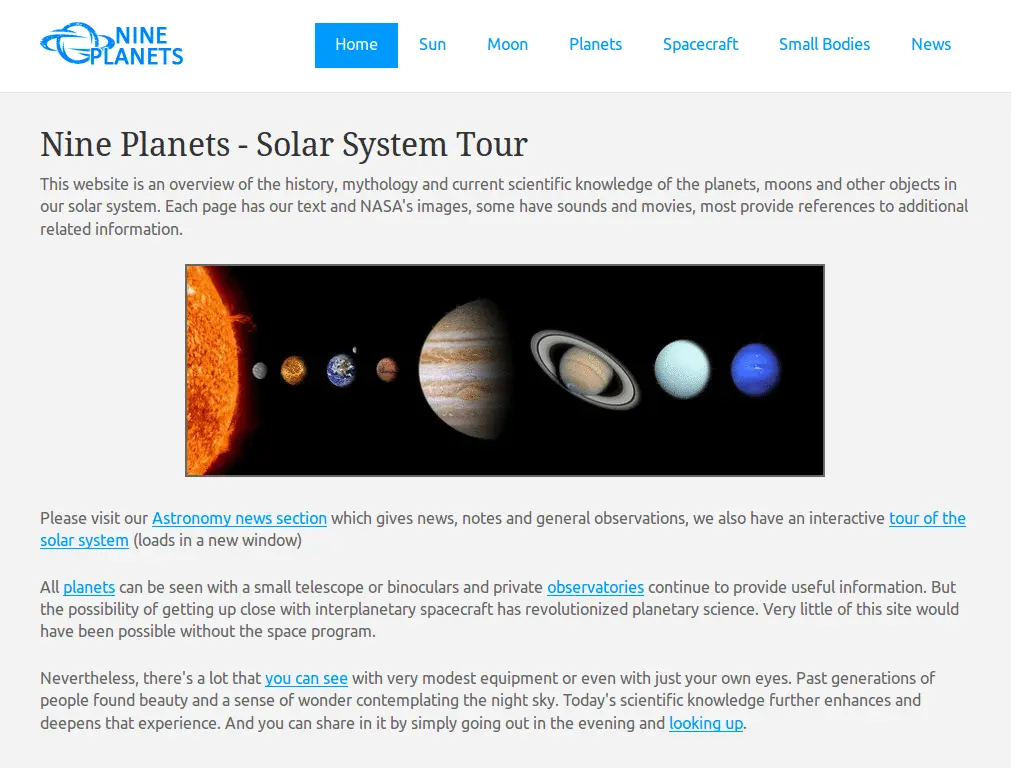 NINE
PLANETS
Home Sun Moon Planets Spacecraft Small Bodies News
Nine Planets - Solar System Tour
This website is an overview of the history, mythology and current scientific knowledge of the planets, moons and other objects in
our solar system. Each page has our text and NASA's images, some have sounds and movies, most provide references to additional
related information.
Please visit our Astronomy news section which gives news, notes and general observations, we also have an interactive tour of the
solar system (loads in a new window)
All planets can be seen with a small telescope or binoculars and private observatories continue to provide useful information. But
the possibility of getting up close with interplanetary spacecraft has revolutionized planetary science. Very little of this site would
have been possible without the space program.
Nevertheless, there's a lot that you can see with very modest equipment or even with just your own eyes. Past generations of
people found beauty and a sense of wonder contemplating the night sky. Today's scientific knowledge further enhances and
deepens that experience. And you can share in it by simply going out in the evening and looking up.